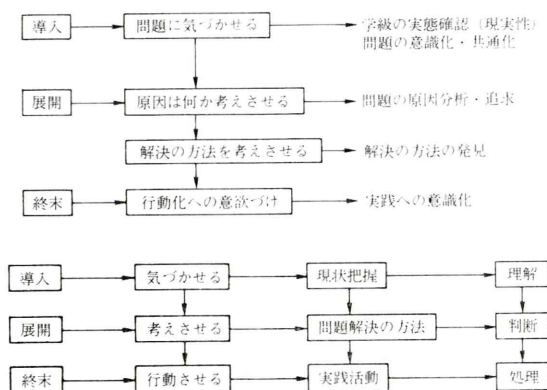 導入 問題に気づかせる 学級の実態確認（現実性）
問題の意識化・共通化
展開 原因は何か考えさせる 問題の原因分析・追求
解決の方法を考えさせる 解決の方法の発見
終末 行動化への意欲づけ 実践への意識化
導入 気づかせる 現状把握 理解
展開 考えさせる 問題解決の方法 判断
終末 行動させる 実践活動 処理